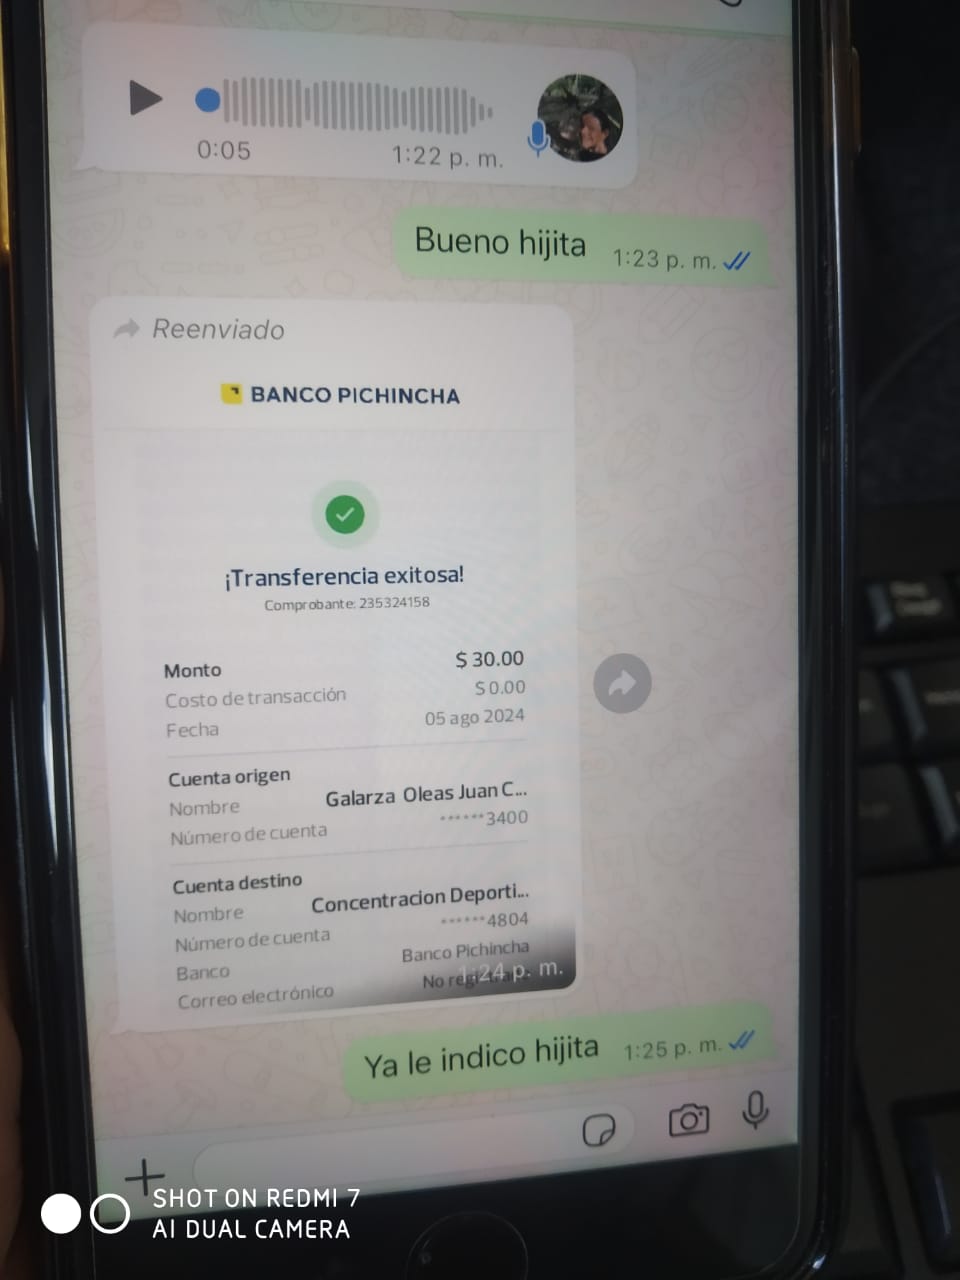 0:05 1:22 p. m.
Bueno hijita 1:23 p. m.
Reenviado
BANCO PICHINCHA
¡Transferencia exitosa!
Comprobante: 235324158
Monto $ 30.00
Costo de transacción $ 0.00
Fecha 05 ago 2024
Cuenta origen
Nombre Galarza Oleas Juan C...
Número de cuenta ******3400
Cuenta destino
Nombre Concentracion Deporti...
Número de cuenta ******4804
Banco Banco Pichincha
Correo electrónico No
1:24 p. m.
Ya le indico hijita 1:25 p. m.
SHOT ON REDMI 7
AI DUAL CAMERA